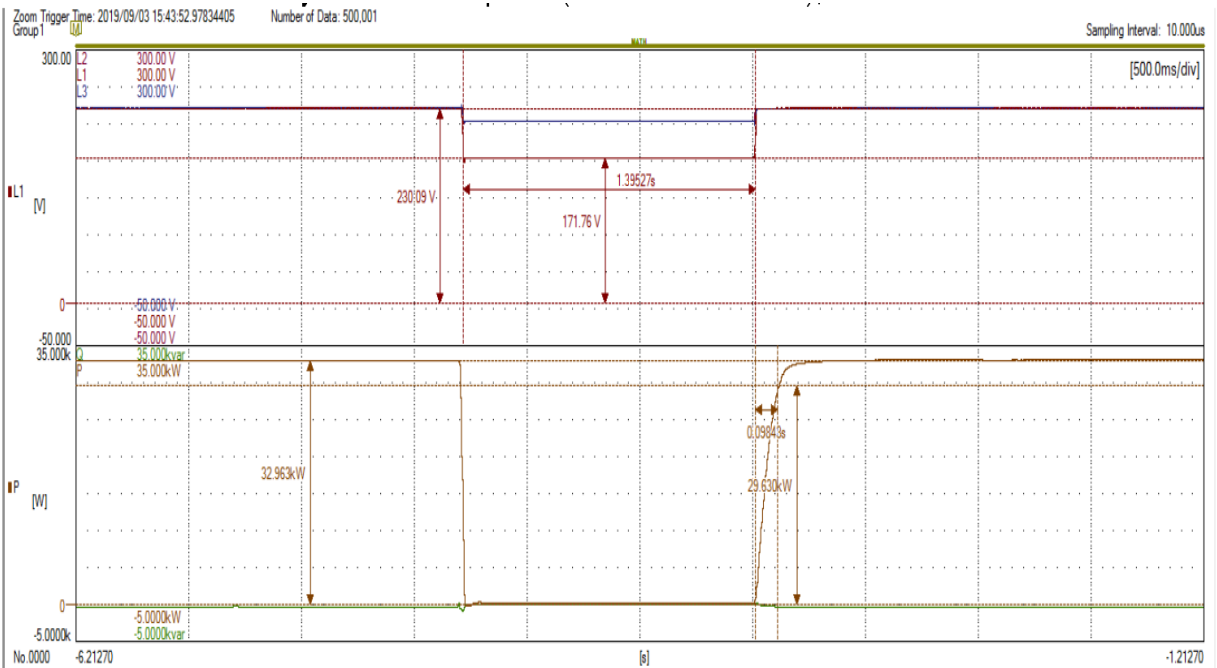 Zoom Trigger Time: 2019/09/03 15:43:52.97834405 Number of Data: 500,001
Group1 M Sampling Interval: 10.000us
MATH
300.00 L2 300.00 V [500.0ms/div]
L1 300.00 V
L3 300.00 V
1.39527s
L1 230.09 V
[V] 171.76 V
0 -50.000 V
-50.000 V
-50.000 -50.000 V
35.000k Q 35.000kvar
P 35.000kW
0.09843s
32.963kW 29.630kW
P
[W]
0
-5.0000kW
-5.0000k -5.0000kvar
No.0000 -6.21270 [s] -1.21270